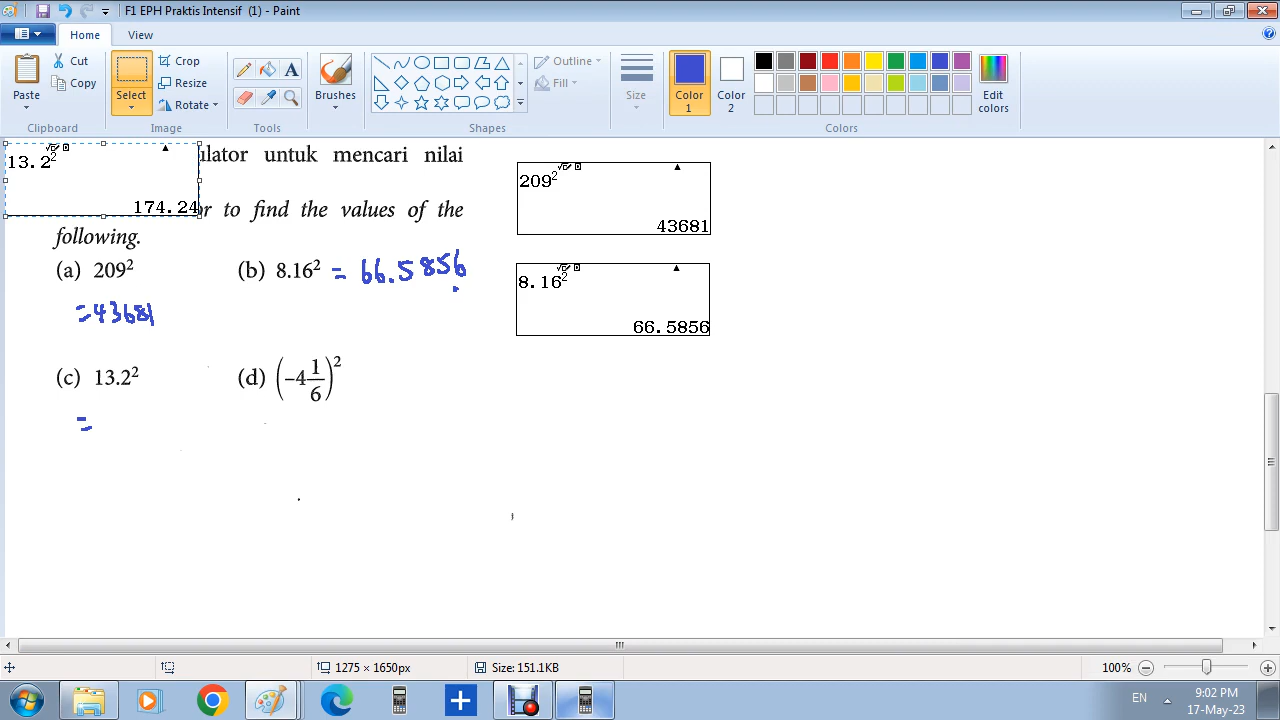 F1 EPH Praktis Intensif (1) - Paint
Home View
Paste
Cut
Copy
Clipboard
Select
Crop
Resize
Rotate
Image
A
Tools
Brushes
Shapes
Outline
Fill
Size
Color 1
Color 2
Edit colors
Colors
13.2²
174.24
ulator untuk mencari nilai
or to find the values of the
following.
(a) 209²
= 43681
(b) 8.16² = 66.5856
(c) 13.2²
=
(d) (–4 1/6)²
209²
43681
8.16²
66.5856
1275 × 1650px
Size: 151.1KB
100%
EN
9:02 PM
17-May-23